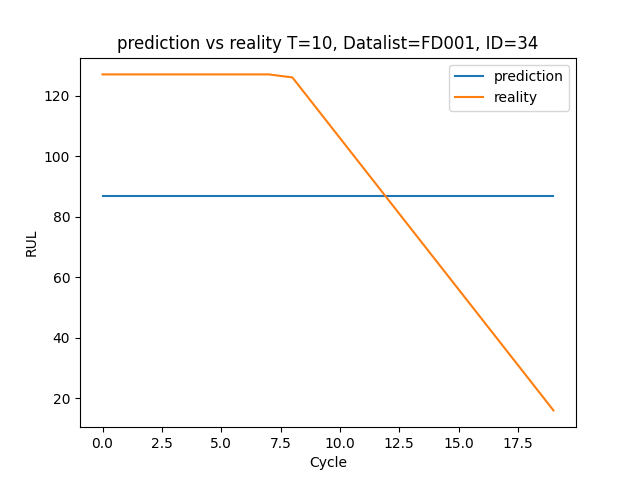 prediction vs reality T=10, Datalist=FD001, ID=34
prediction
reality
120
100
80
60
40
20
RUL
0.0 2.5 5.0 7.5 10.0 12.5 15.0 17.5
Cycle